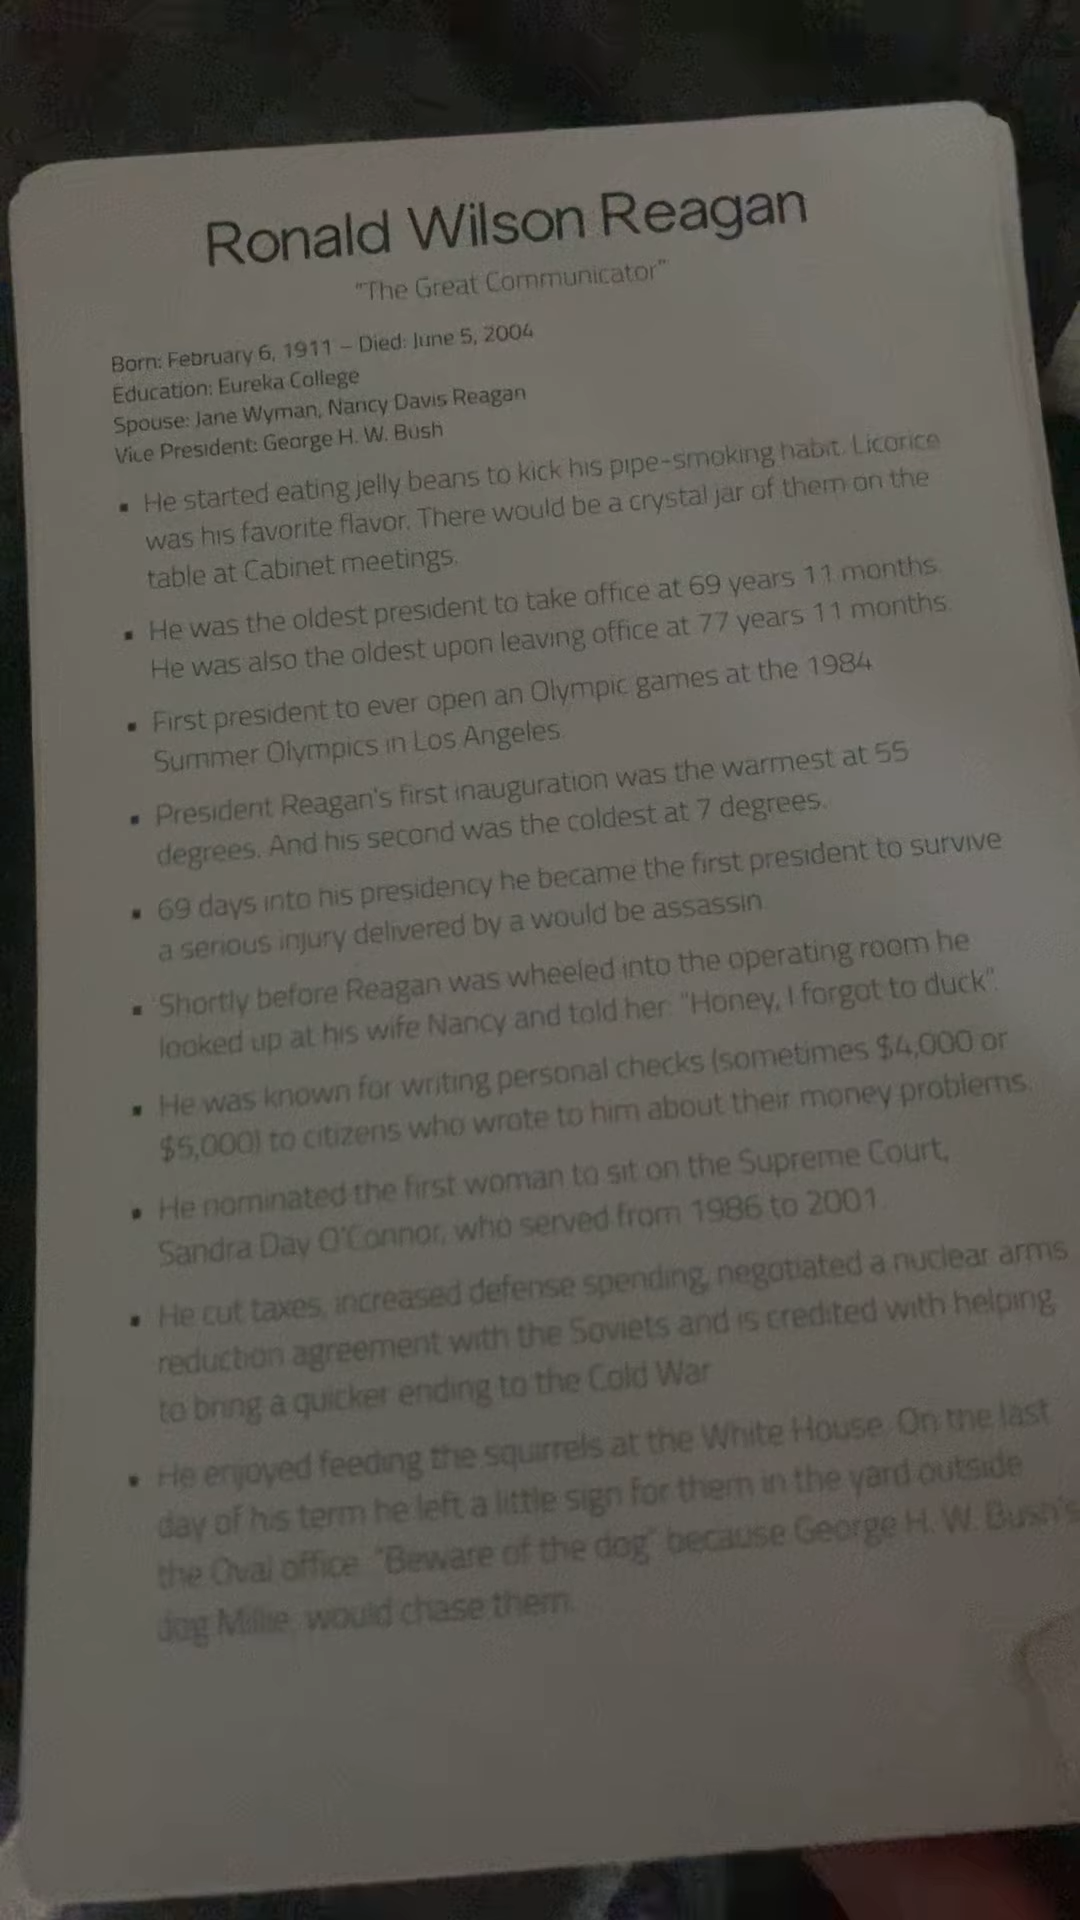 Ronald Wilson Reagan
"The Great Communicator"
Born: February 6, 1911 – Died: June 5, 2004
Education: Eureka College
Spouse: Jane Wyman, Nancy Davis Reagan
Vice President: George H. W. Bush
▪ He started eating jelly beans to kick his pipe-smoking habit. Licorice
was his favorite flavor. There would be a crystal jar of them on the
table at Cabinet meetings.
▪ He was the oldest president to take office at 69 years 11 months.
He was also the oldest upon leaving office at 77 years 11 months.
▪ First president to ever open an Olympic games at the 1984
Summer Olympics in Los Angeles.
▪ President Reagan's first inauguration was the warmest at 55
degrees. And his second was the coldest at 7 degrees.
▪ 69 days into his presidency he became the first president to survive
a serious injury delivered by a would be assassin.
▪ Shortly before Reagan was wheeled into the operating room he
looked up at his wife Nancy and told her: "Honey, I forgot to duck".
▪ He was known for writing personal checks (sometimes $4,000 or
$5,000) to citizens who wrote to him about their money problems.
▪ He nominated the first woman to sit on the Supreme Court,
Sandra Day O'Connor, who served from 1986 to 2001.
▪ He cut taxes, increased defense spending, negotiated a nuclear arms
reduction agreement with the Soviets and is credited with helping
to bring a quicker ending to the Cold War.
▪ He enjoyed feeding the squirrels at the White House. On the last
day of his term he left a little sign for them in the yard outside
the Oval office. "Beware of the dog" because George H. W. Bush's
dog Millie, would chase them.